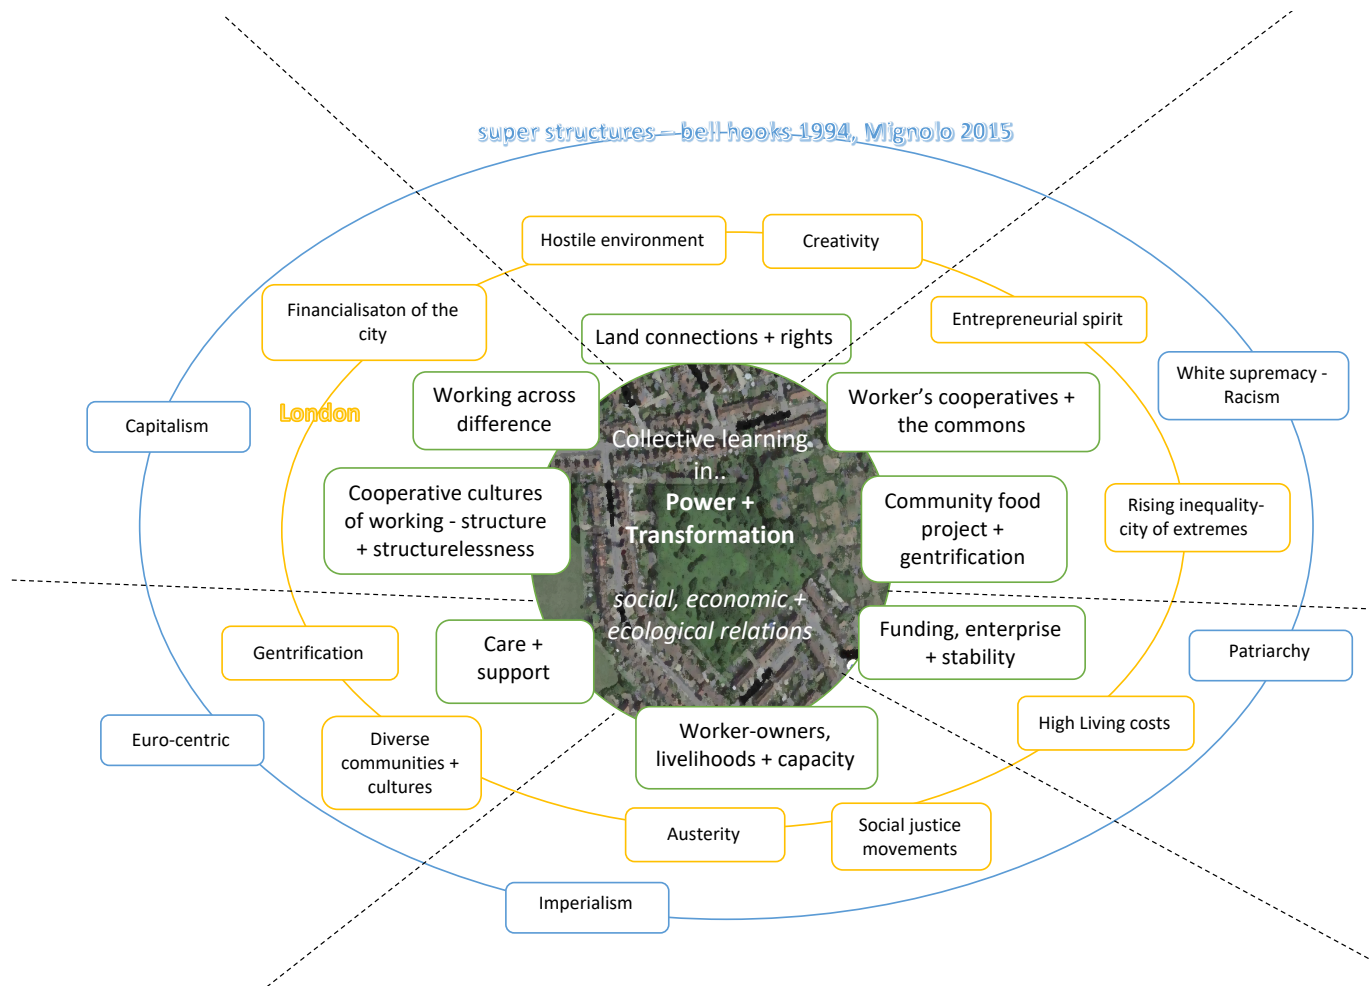 super structures – bell hooks 1994, Mignolo 2015
Hostile environment
Creativity
Financialisaton of the
city
Entrepreneurial spirit
Land connections + rights
White supremacy -
Racism
London
Capitalism
Working across
difference
Worker's cooperatives +
the commons
Collective learning
in..
Power +
Transformation
social, economic +
ecological relations
Cooperative cultures
of working - structure
+ structurelessness
Community food
project +
gentrification
Rising inequality-
city of extremes
Gentrification
Care +
support
Funding, enterprise
+ stability
Patriarchy
Euro-centric
Diverse
communities +
cultures
Worker-owners,
livelihoods + capacity
High Living costs
Austerity
Social justice
movements
Imperialism